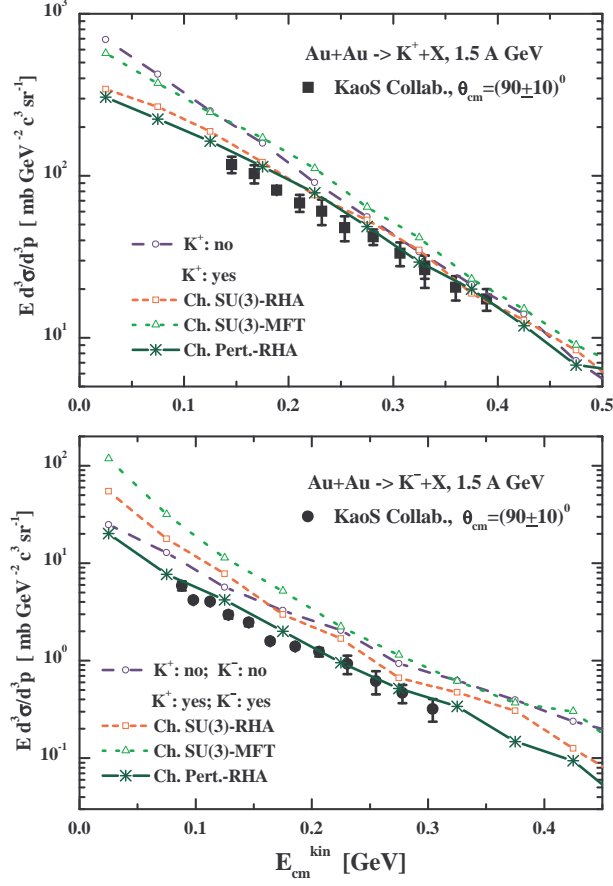 10³
Au+Au -> K⁺+X, 1.5 A GeV
KaoS Collab., θcm=(90±10)⁰
E d³σ/d³p [ mb GeV⁻² c³ sr⁻¹ ]
10²
K⁺: no
K⁺: yes
Ch. SU(3)-RHA
Ch. SU(3)-MFT
Ch. Pert.-RHA
10¹
0.0 0.1 0.2 0.3 0.4 0.5
10²
Au+Au -> K⁻+X, 1.5 A GeV
KaoS Collab., θcm=(90±10)⁰
E d³σ/d³p [ mb GeV⁻² c³ sr⁻¹ ]
10¹
10⁰
K⁺: no; K⁻: no
K⁺: yes; K⁻: yes
Ch. SU(3)-RHA
Ch. SU(3)-MFT
Ch. Pert.-RHA
10⁻¹
0.0 0.1 0.2 0.3 0.4
Ecm^kin [GeV]